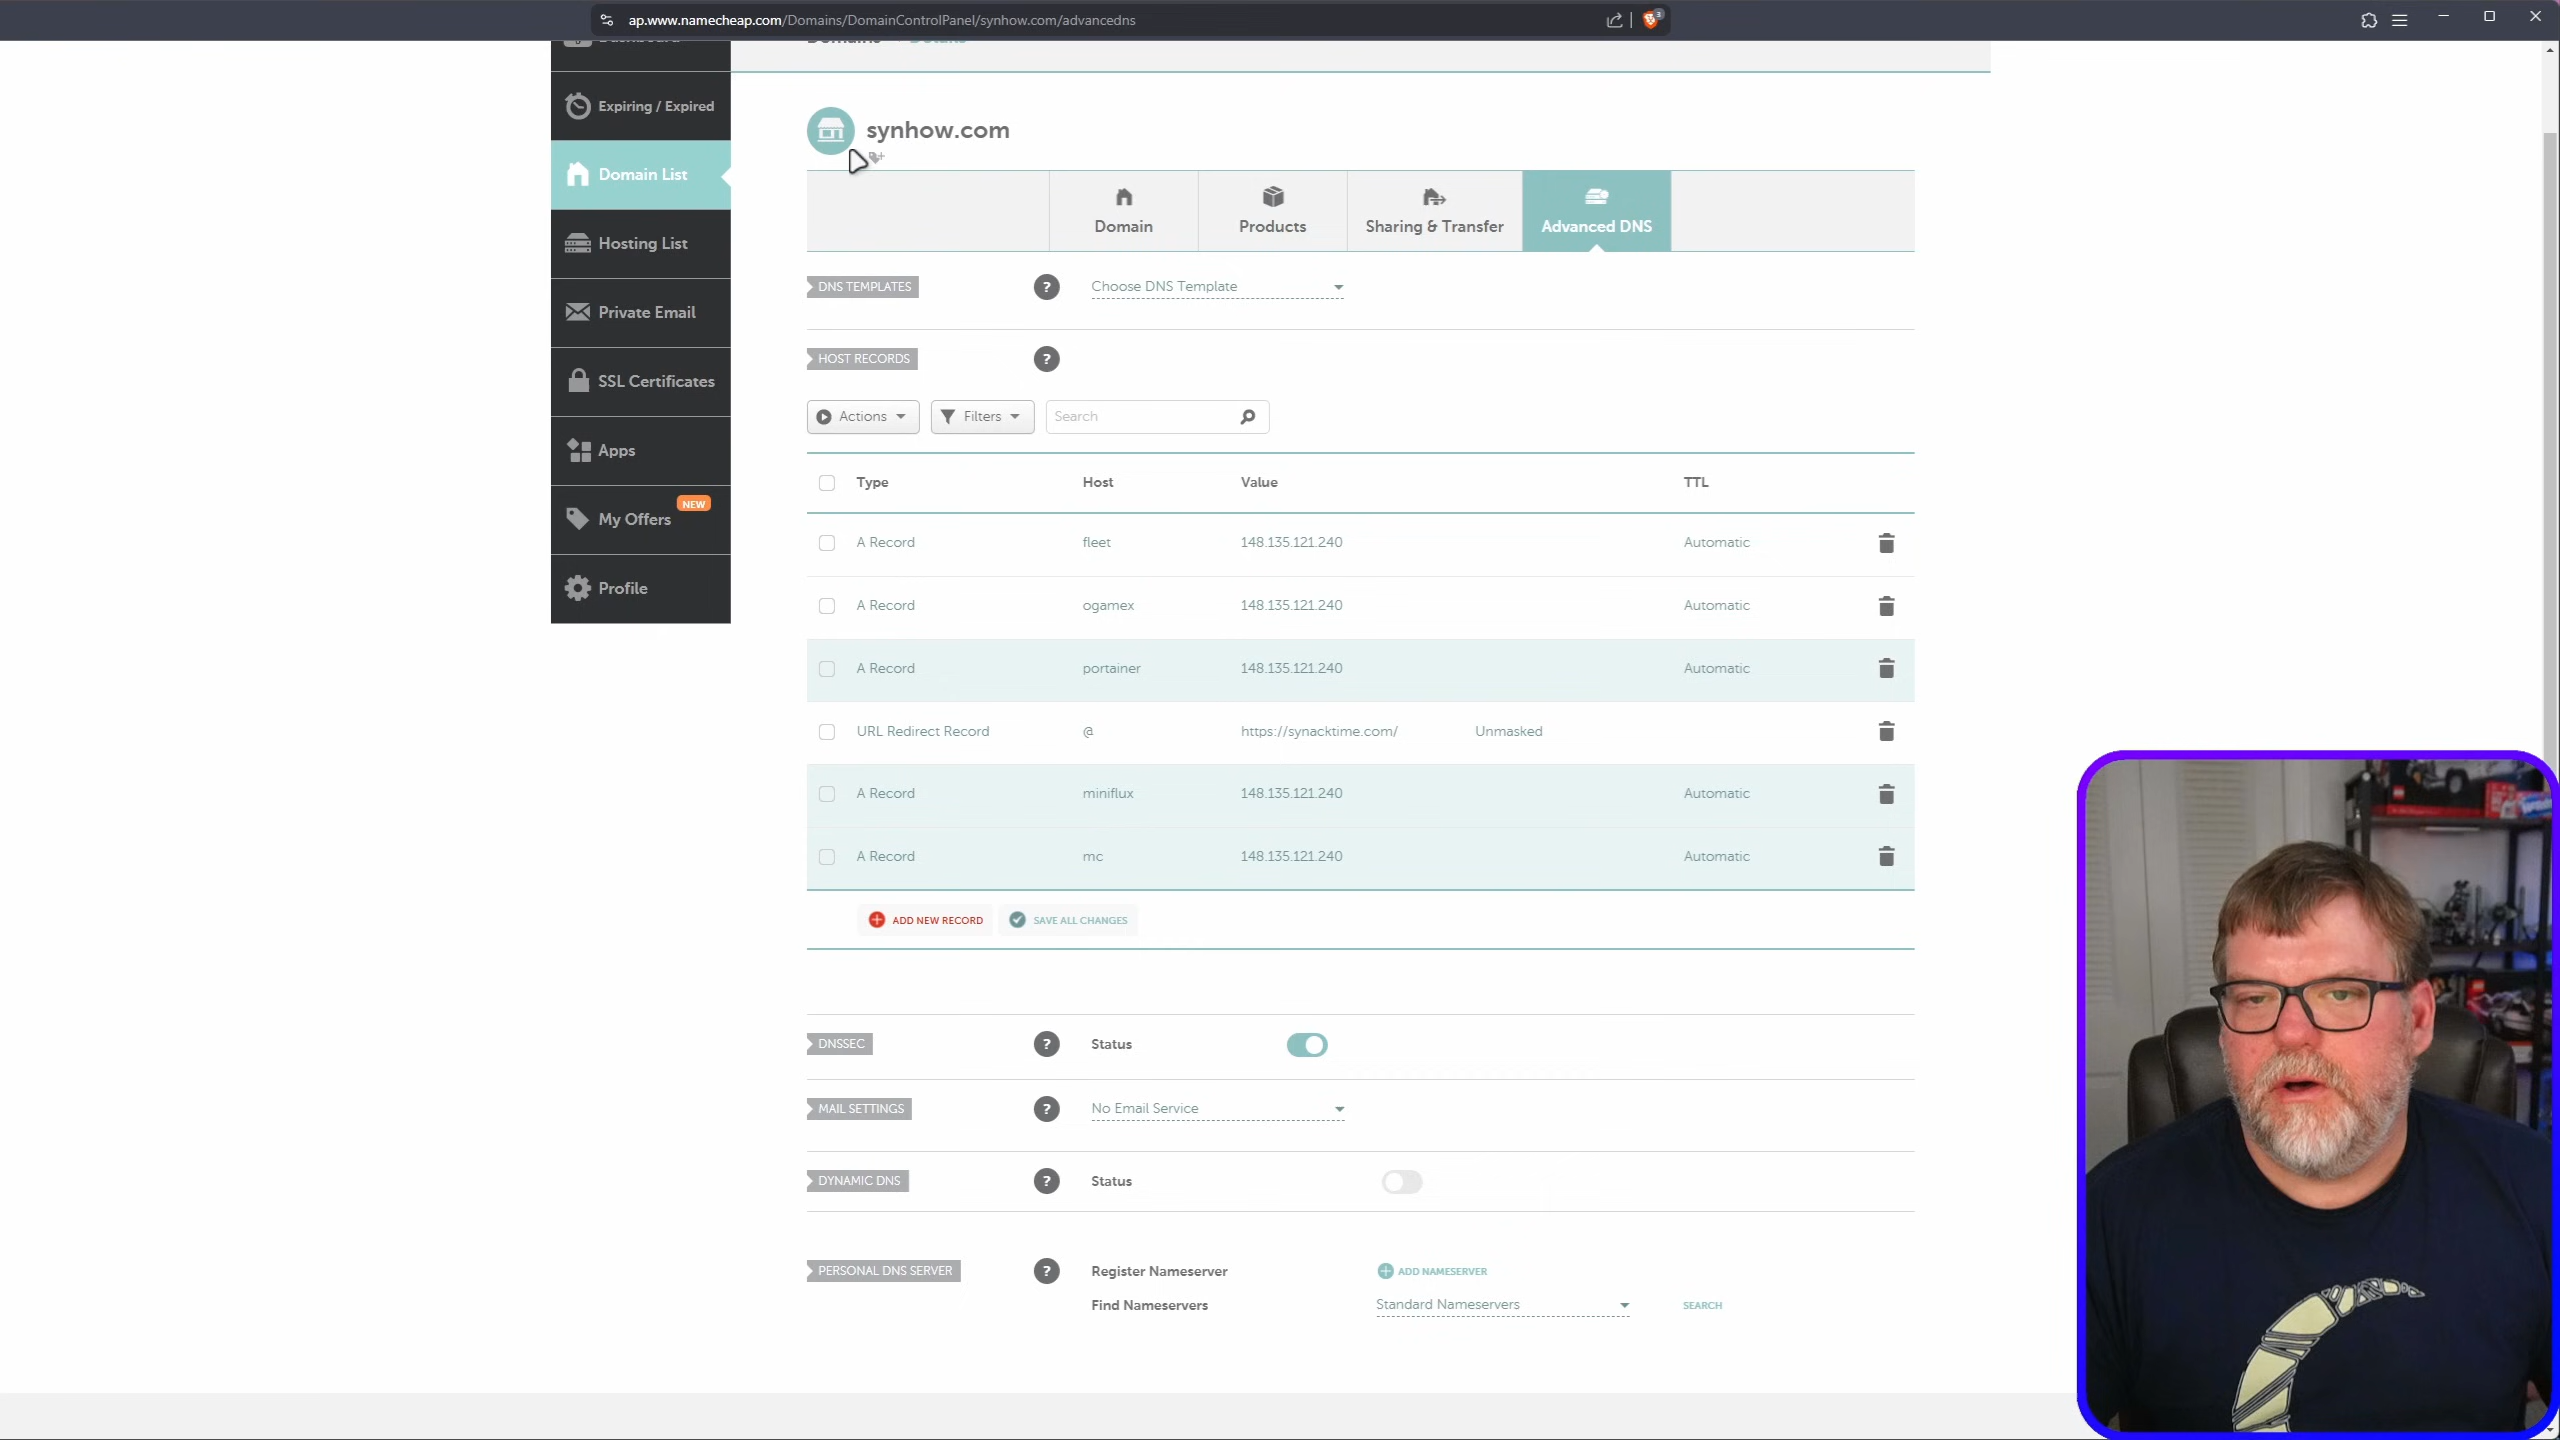 ap.www.namecheap.com/Domains/DomainControlPanel/synhow.com/advancedns
3
Dashboard
Domains Details
Expiring / Expired
Domain List
Hosting List
Private Email
SSL Certificates
Apps
My Offers NEW
Profile
synhow.com
Domain
Products
Sharing & Transfer
Advanced DNS
DNS TEMPLATES ? Choose DNS Template
HOST RECORDS ?
Actions Filters Search
Type Host Value TTL
A Record fleet 148.135.121.240 Automatic
A Record ogamex 148.135.121.240 Automatic
A Record portainer 148.135.121.240 Automatic
URL Redirect Record @ https://synacktime.com/ Unmasked
A Record miniflux 148.135.121.240 Automatic
A Record mc 148.135.121.240 Automatic
ADD NEW RECORD SAVE ALL CHANGES
DNSSEC ? Status
MAIL SETTINGS ? No Email Service
DYNAMIC DNS ? Status
PERSONAL DNS SERVER ? Register Nameserver ADD NAMESERVER
Find Nameservers Standard Nameservers SEARCH